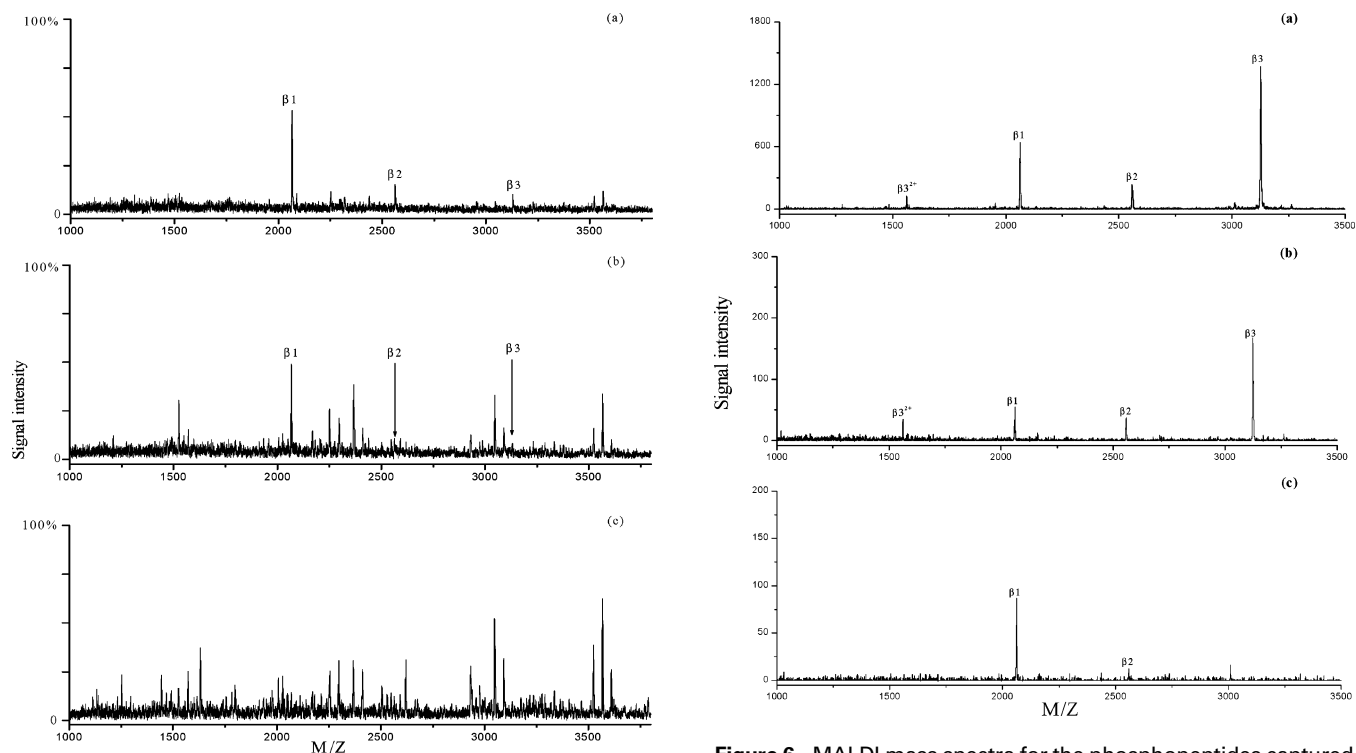 (a)
100%
β1
β2
β3
0
1000 1500 2000 2500 3000 3500
(b)
100%
β1
β2
β3
0
1000 1500 2000 2500 3000 3500
Signal intensity
(c)
100%
0
1000 1500 2000 2500 3000 3500
M/Z
(a)
1800
1200
600
0
β3²⁺
β1
β2
β3
1000 1500 2000 2500 3000 3500
(b)
300
200
100
0
β3²⁺
β1
β2
β3
1000 1500 2000 2500 3000 3500
Signal intensity
(c)
200
150
100
50
0
β1
β2
1000 1500 2000 2500 3000 3500
M/Z
Figure 6. MALDI mass spectra for the phosphopeptides captured